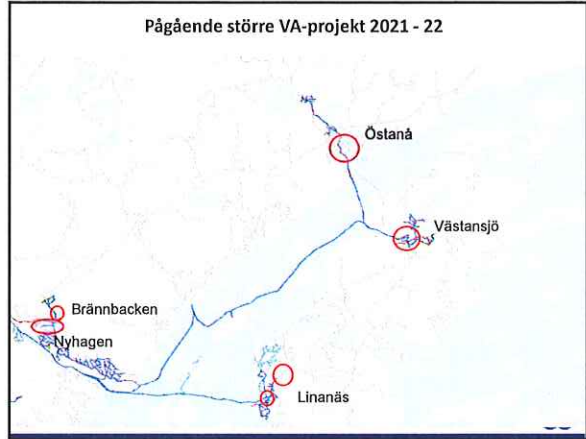 Pågående större VA-projekt 2021 - 22
Östanå
Västansjö
Brännbacken
Nyhagen
Linanäs